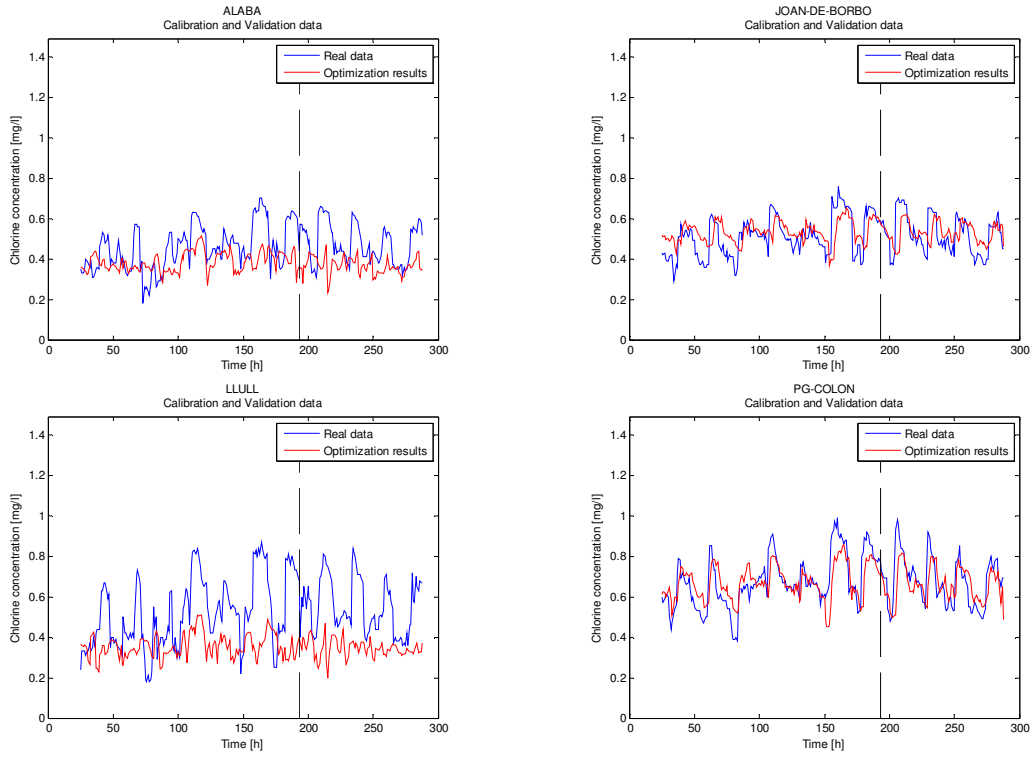 ALABA
Calibration and Validation data
Real data
Optimization results
Chlorine concentration [mg/l]
1.4
1.2
1
0.8
0.6
0.4
0.2
0
0 50 100 150 200 250 300
Time [h]
JOAN-DE-BORBO
Calibration and Validation data
Real data
Optimization results
Chlorine concentration [mg/l]
1.4
1.2
1
0.8
0.6
0.4
0.2
0
0 50 100 150 200 250 300
Time [h]
LLULL
Calibration and Validation data
Real data
Optimization results
Chlorine concentration [mg/l]
1.4
1.2
1
0.8
0.6
0.4
0.2
0
0 50 100 150 200 250 300
Time [h]
PG-COLON
Calibration and Validation data
Real data
Optimization results
Chlorine concentration [mg/l]
1.4
1.2
1
0.8
0.6
0.4
0.2
0
0 50 100 150 200 250 300
Time [h]